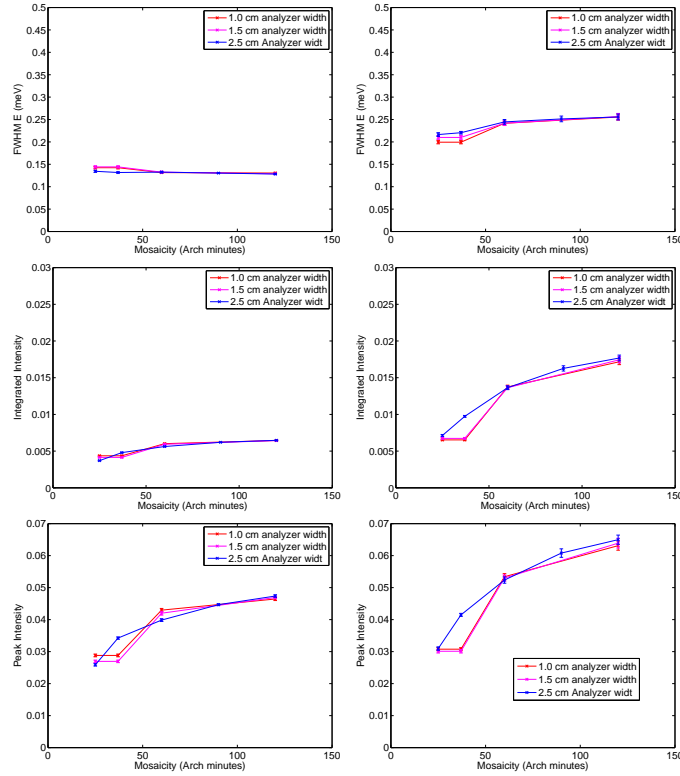 0.5
0.45
0.4
0.35
0.3
0.25
0.2
0.15
0.1
0.05
0
FWHM E (meV)
0 50 100 150
Mosaicity (Arch minutes)
1.0 cm analyzer width
1.5 cm analyzer width
2.5 cm Analyzer widt
0.5
0.45
0.4
0.35
0.3
0.25
0.2
0.15
0.1
0.05
0
FWHM E (meV)
0 50 100 150
Mosaicity (Arch minutes)
1.0 cm analyzer width
1.5 cm analyzer width
2.5 cm Analyzer widt
0.03
0.025
0.02
0.015
0.01
0.005
0
Integrated Intensity
0 50 100 150
Mosaicity (Arch minutes)
1.0 cm analyzer width
1.5 cm analyzer width
2.5 cm Analyzer widt
0.03
0.025
0.02
0.015
0.01
0.005
0
Integrated Intensity
0 50 100 150
Mosaicity (Arch minutes)
1.0 cm analyzer width
1.5 cm analyzer width
2.5 cm Analyzer widt
0.07
0.06
0.05
0.04
0.03
0.02
0.01
0
Peak Intensity
0 50 100 150
Mosaicity (Arch minutes)
1.0 cm analyzer width
1.5 cm analyzer width
2.5 cm Analyzer widt
0.07
0.06
0.05
0.04
0.03
0.02
0.01
0
Peak Intensity
0 50 100 150
Mosaicity (Arch minutes)
1.0 cm analyzer width
1.5 cm analyzer width
2.5 cm Analyzer widt